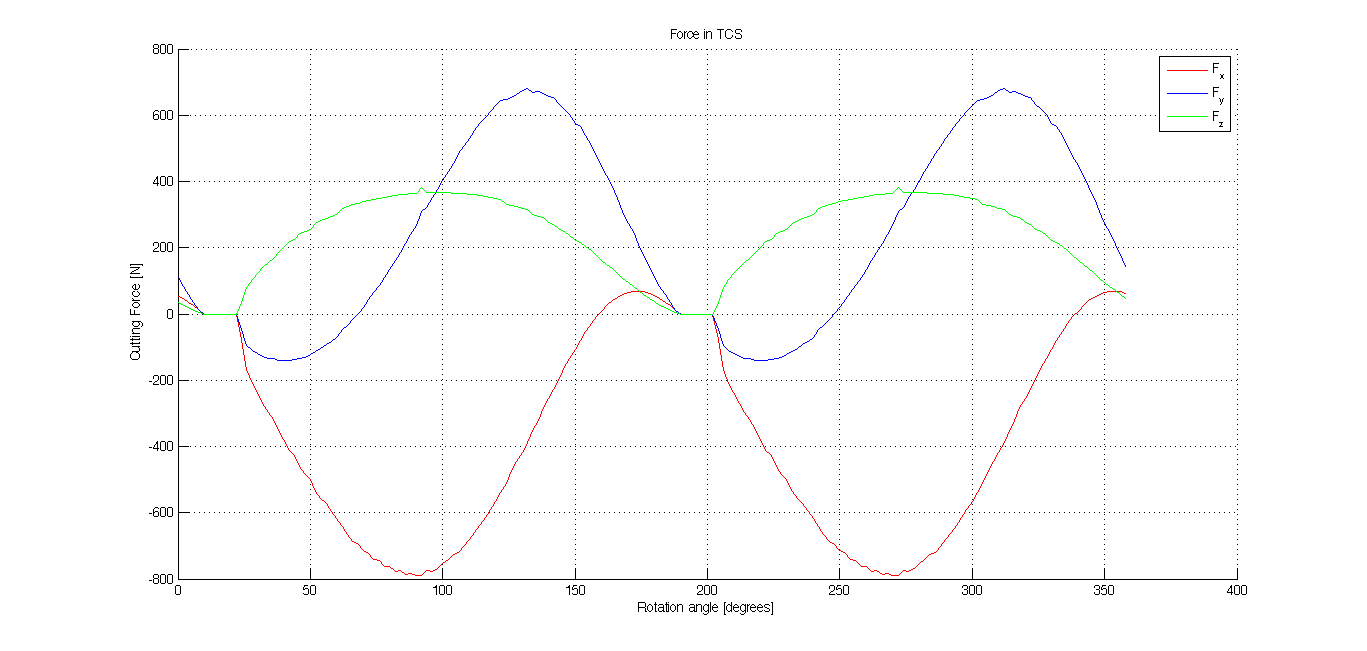 Force in TCS
800
600
400
200
0
-200
-400
-600
-800
Cutting Force [N]
0 50 100 150 200 250 300 350 400
Rotation angle [degrees]
Fx
Fy
Fz